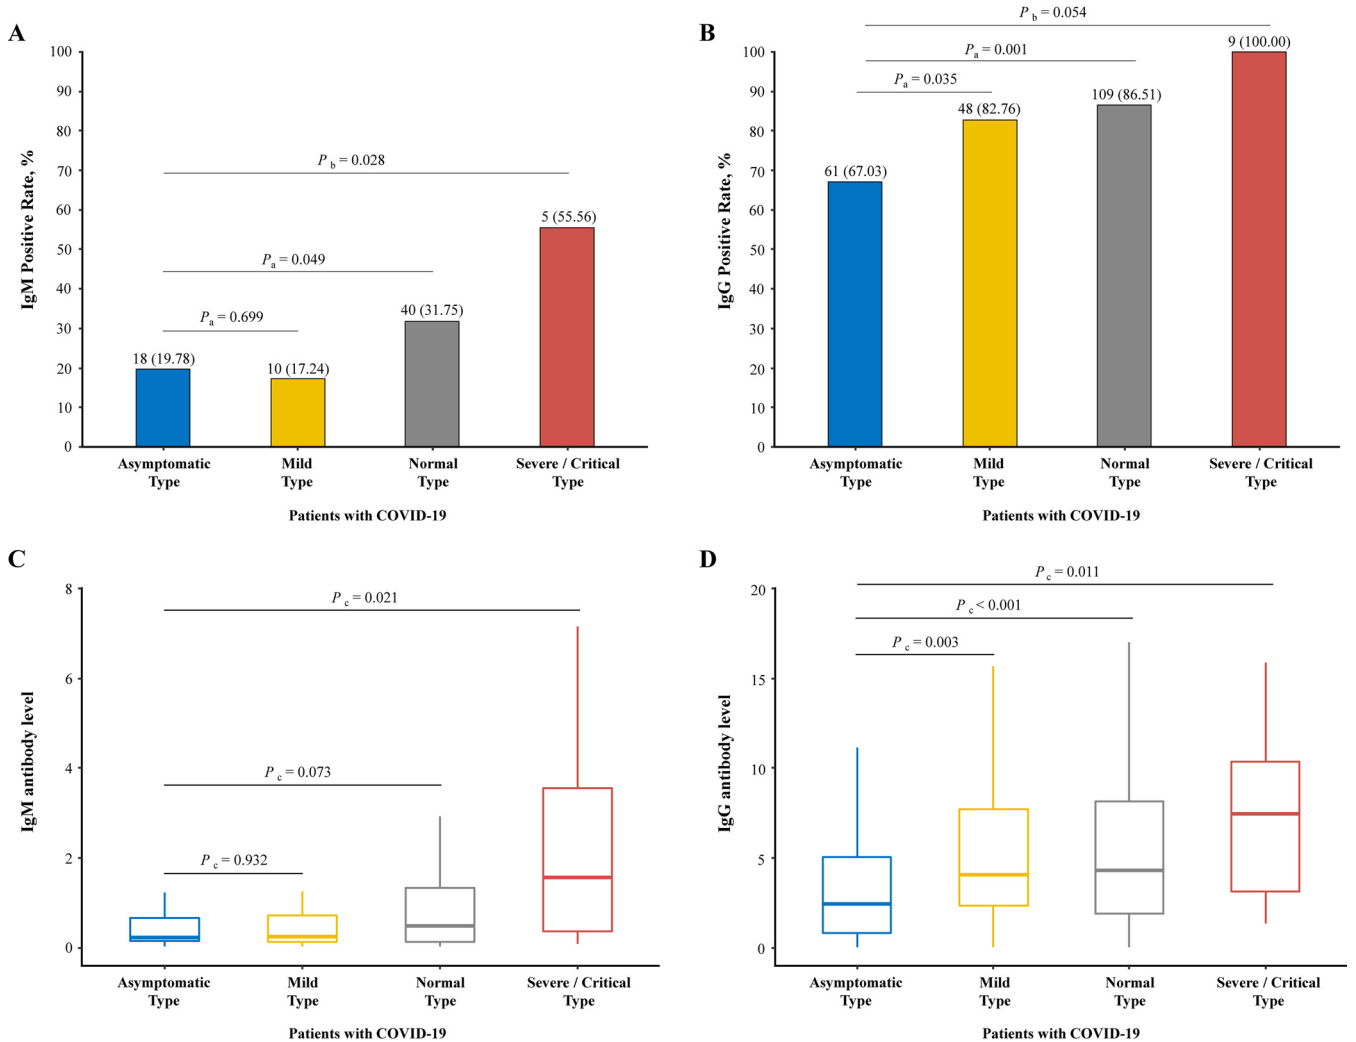 A
IgM Positive Rate, %
100
90
80
70
60
50
40
30
20
10
0
P b = 0.028
P a = 0.049
P a = 0.699
18 (19.78)
10 (17.24)
40 (31.75)
5 (55.56)
Asymptomatic Type
Mild Type
Normal Type
Severe / Critical Type
Patients with COVID-19
B
IgG Positive Rate, %
100
90
80
70
60
50
40
30
20
10
0
P b = 0.054
P a = 0.001
P a = 0.035
61 (67.03)
48 (82.76)
109 (86.51)
9 (100.00)
Asymptomatic Type
Mild Type
Normal Type
Severe / Critical Type
Patients with COVID-19
C
IgM antibody level
8
6
4
2
0
P c = 0.021
P c = 0.073
P c = 0.932
Asymptomatic Type
Mild Type
Normal Type
Severe / Critical Type
Patients with COVID-19
D
IgG antibody level
20
15
10
5
0
P c = 0.011
P c < 0.001
P c = 0.003
Asymptomatic Type
Mild Type
Normal Type
Severe / Critical Type
Patients with COVID-19